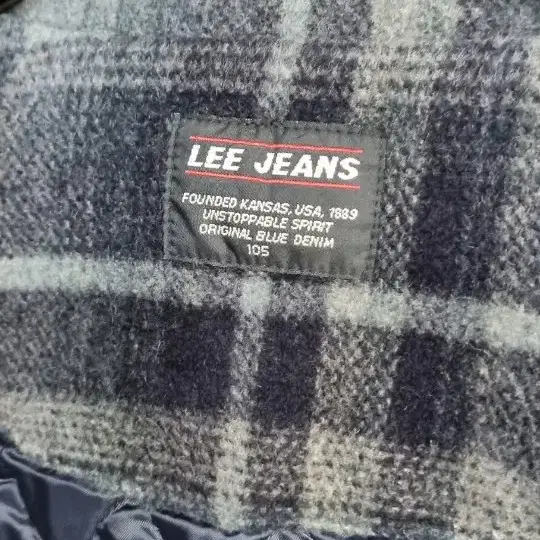 LEE JEANS
FOUNDED KANSAS, USA, 1889
UNSTOPPABLE SPIRIT
ORIGINAL BLUE DENIM
105